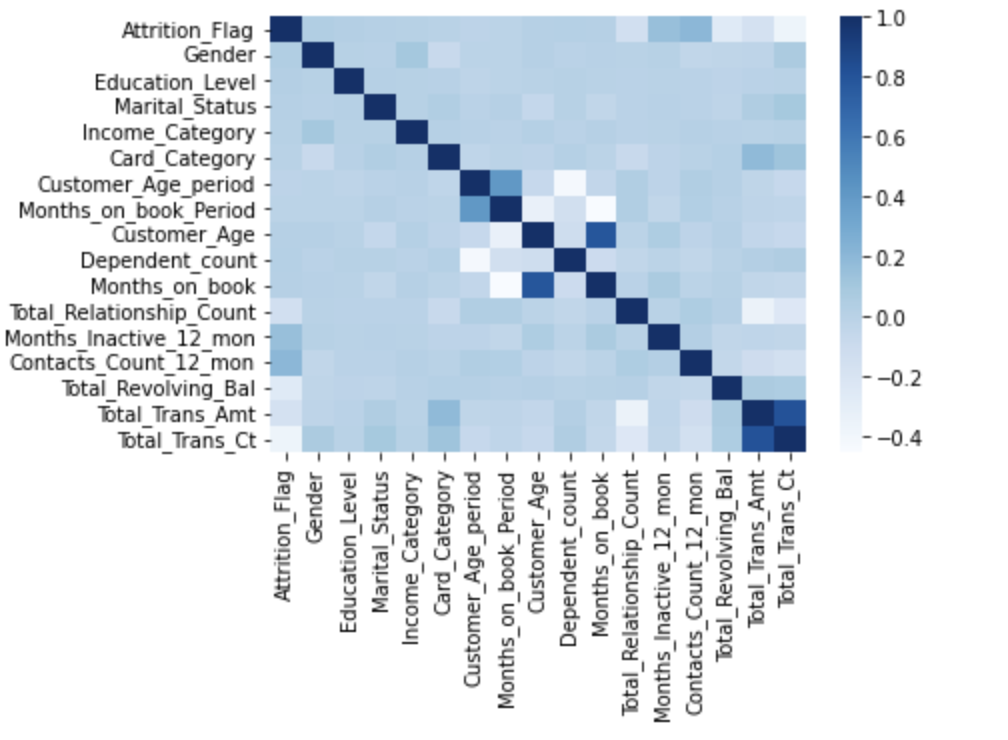 Attrition_Flag
Gender
Education_Level
Marital_Status
Income_Category
Card_Category
Customer_Age_period
Months_on_book_Period
Customer_Age
Dependent_count
Months_on_book
Total_Relationship_Count
Months_Inactive_12_mon
Contacts_Count_12_mon
Total_Revolving_Bal
Total_Trans_Amt
Total_Trans_Ct
Attrition_Flag
Gender
Education_Level
Marital_Status
Income_Category
Card_Category
Customer_Age_period
Months_on_book_Period
Customer_Age
Dependent_count
Months_on_book
Total_Relationship_Count
Months_Inactive_12_mon
Contacts_Count_12_mon
Total_Revolving_Bal
Total_Trans_Amt
Total_Trans_Ct
1.0
0.8
0.6
0.4
0.2
0.0
−0.2
−0.4